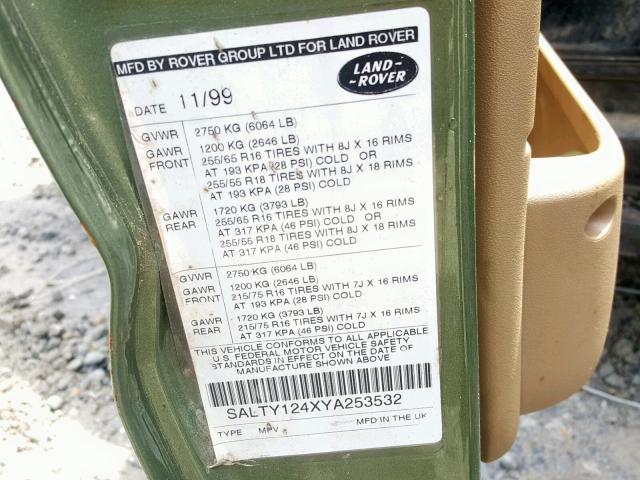 MFD BY ROVER GROUP LTD FOR LAND ROVER
LAND-
-ROVER
DATE 11/99
GVWR 2750 KG (6064 LB)
GAWR 1200 KG (2646 LB)
FRONT 255/65 R16 TIRES WITH 8J X 16 RIMS
AT 193 KPA (28 PSI) COLD OR
255/55 R18 TIRES WITH 8J X 18 RIMS
AT 193 KPA (28 PSI) COLD
GAWR 1720 KG (3793 LB)
REAR 255/65 R16 TIRES WITH 8J X 16 RIMS
AT 317 KPA (46 PSI) COLD OR
255/55 R18 TIRES WITH 8J X 18 RIMS
AT 317 KPA (46 PSI) COLD
GVWR 2750 KG (6064 LB)
GAWR 1200 KG (2646 LB)
FRONT 215/75 R16 TIRES WITH 7J X 16 RIMS
AT 193 KPA (28 PSI) COLD
GAWR 1720 KG (3793 LB)
REAR 215/75 R16 TIRES WITH 7J X 16 RIMS
AT 317 KPA (46 PSI) COLD
THIS VEHICLE CONFORMS TO ALL APPLICABLE
U.S. FEDERAL MOTOR VEHICLE SAFETY
STANDARDS IN EFFECT ON THE DATE OF
MANUFACTURE SHOWN ABOVE
SALTY124XYA253532
TYPE MPV MFD IN THE UK